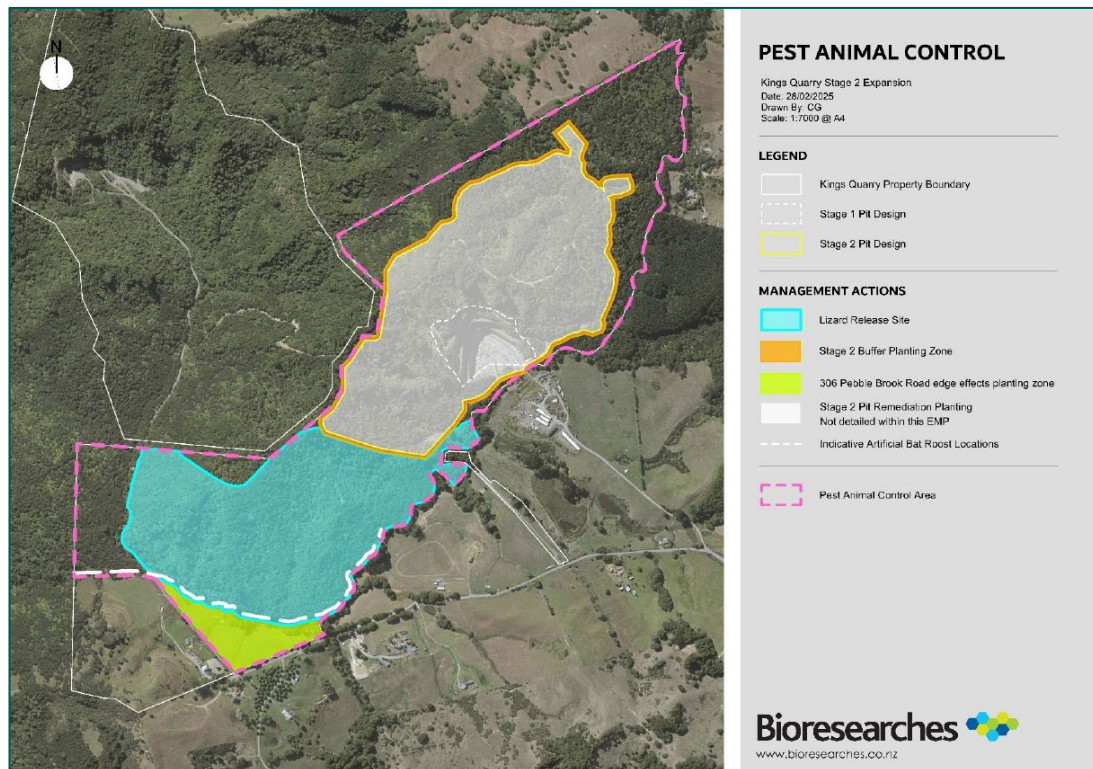 N
PEST ANIMAL CONTROL
Kings Quarry Stage 2 Expansion
Date: 28/02/2025
Drawn By: CG
Scale: 1:7000 @ A4
LEGEND
Kings Quarry Property Boundary
Stage 1 Pit Design
Stage 2 Pit Design
MANAGEMENT ACTIONS
Lizard Release Site
Stage 2 Buffer Planting Zone
306 Pebble Brook Road edge effects planting zone
Stage 2 Pit Remediation Planting
Not detailed within this EMP
Indicative Artificial Bat Roost Locations
Pest Animal Control Area
Bioresearches
www.bioresearches.co.nz